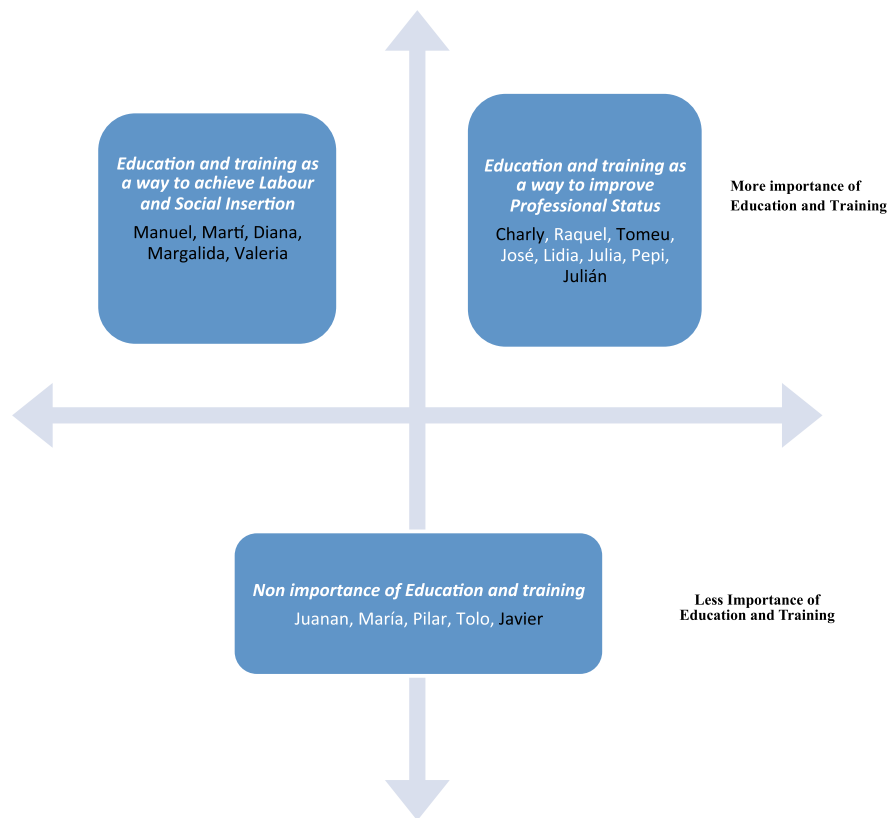 Education and training as
a way to achieve Labour
and Social Insertion
Manuel, Martí, Diana,
Margalida, Valeria
Education and training as
a way to improve
Professional Status
Charly, Raquel, Tomeu,
José, Lidia, Julia, Pepi,
Julián
More importance of
Education and Training
Non importance of Education and training
Juanan, María, Pilar, Tolo, Javier
Less Importance of
Education and Training